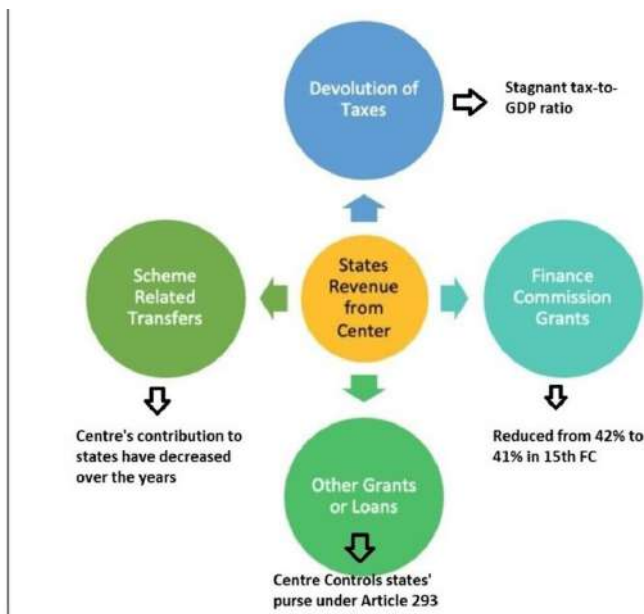 Devolution of
Taxes
Stagnant tax-to-
GDP ratio
Scheme
Related
Transfers
States
Revenue
from
Center
Finance
Commission
Grants
Centre's contribution to
states have decreased
over the years
Reduced from 42% to
41% in 15th FC
Other Grants
or Loans
Centre Controls states'
purse under Article 293